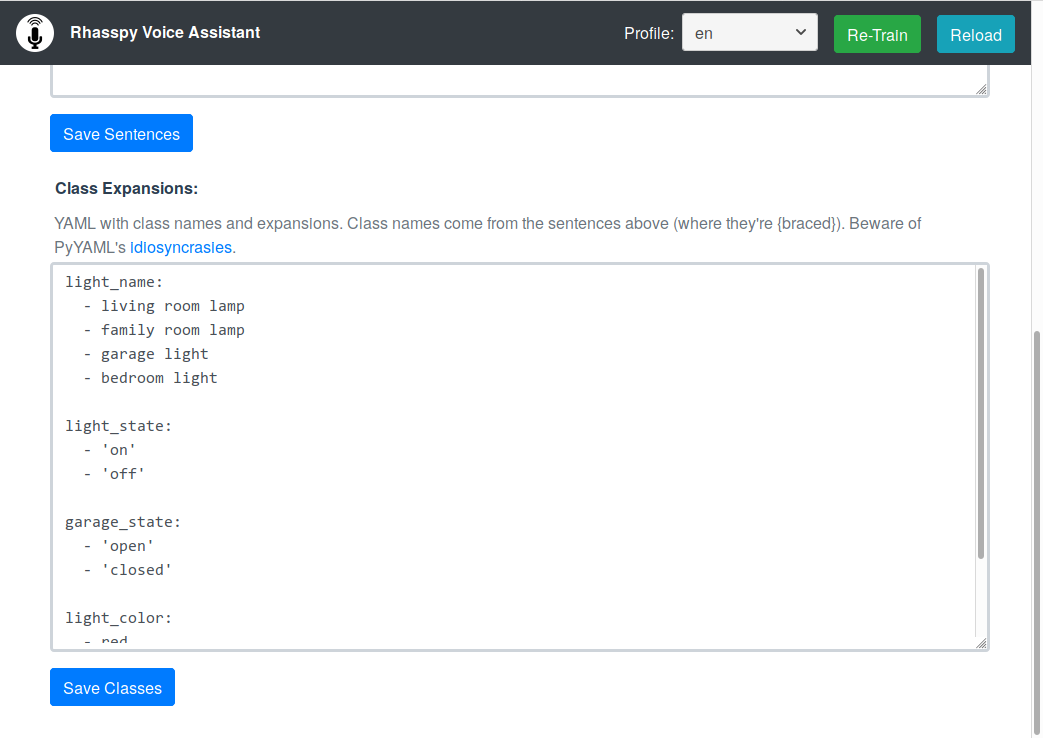 Rhasspy Voice Assistant
Profile: en Re-Train Reload
Save Sentences
Class Expansions:
YAML with class names and expansions. Class names come from the sentences above (where they're {braced}). Beware of
PyYAML's idiosyncrasies.
light_name:
  - living room lamp
  - family room lamp
  - garage light
  - bedroom light
light_state:
  - 'on'
  - 'off'
garage_state:
  - 'open'
  - 'closed'
light_color:
  - red
Save Classes